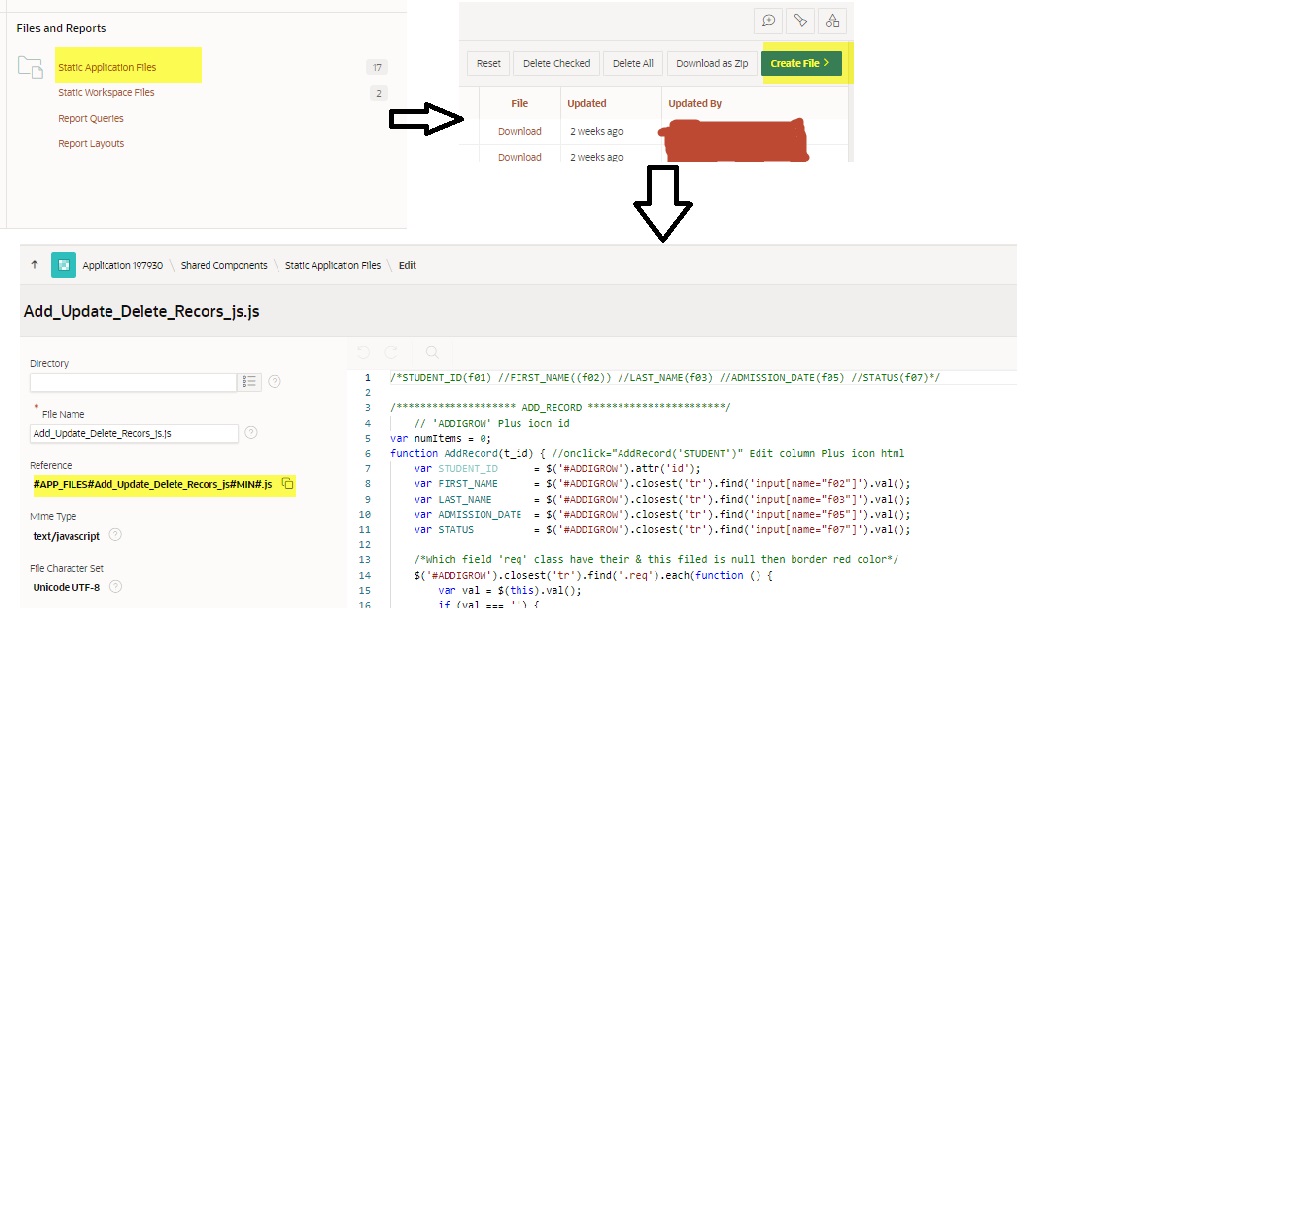 Files and Reports
Static Application Files 17
Static Workspace Files 2
Report Queries
Report Layouts
Reset Delete Checked Delete All Download as Zip Create File >
File Updated Updated By
Download 2 weeks ago
Download 2 weeks ago
↑ Application 197930 \ Shared Components \ Static Application Files \ Edit
Add_Update_Delete_Recors_js.js
Directory
* File Name
Add_Update_Delete_Recors_js.js
Reference
#APP_FILES#Add_Update_Delete_Recors_js#MIN#.js
Mime Type
text/javascript
File Character Set
Unicode UTF-8
1 /*STUDENT_ID(f01) //FIRST_NAME((f02)) //LAST_NAME(f03) //ADMISSION_DATE(f05) //STATUS(f07)*/
2
3 /******************** ADD_RECORD ***********************/
4 // 'ADDIGROW' Plus iocn id
5 var numItems = 0;
6 function AddRecord(t_id) { //onclick="AddRecord('STUDENT')" Edit column Plus icon html
7 var STUDENT_ID = $('#ADDIGROW').attr('id');
8 var FIRST_NAME = $('#ADDIGROW').closest('tr').find('input[name="f02"]').val();
9 var LAST_NAME = $('#ADDIGROW').closest('tr').find('input[name="f03"]').val();
10 var ADMISSION_DATE = $('#ADDIGROW').closest('tr').find('input[name="f05"]').val();
11 var STATUS = $('#ADDIGROW').closest('tr').find('input[name="f07"]').val();
12
13 /*Which field 'req' class have their & this filed is null then border red color*/
14 $('#ADDIGROW').closest('tr').find('.req').each(function () {
15 var val = $(this).val();
16 if (val === '') {